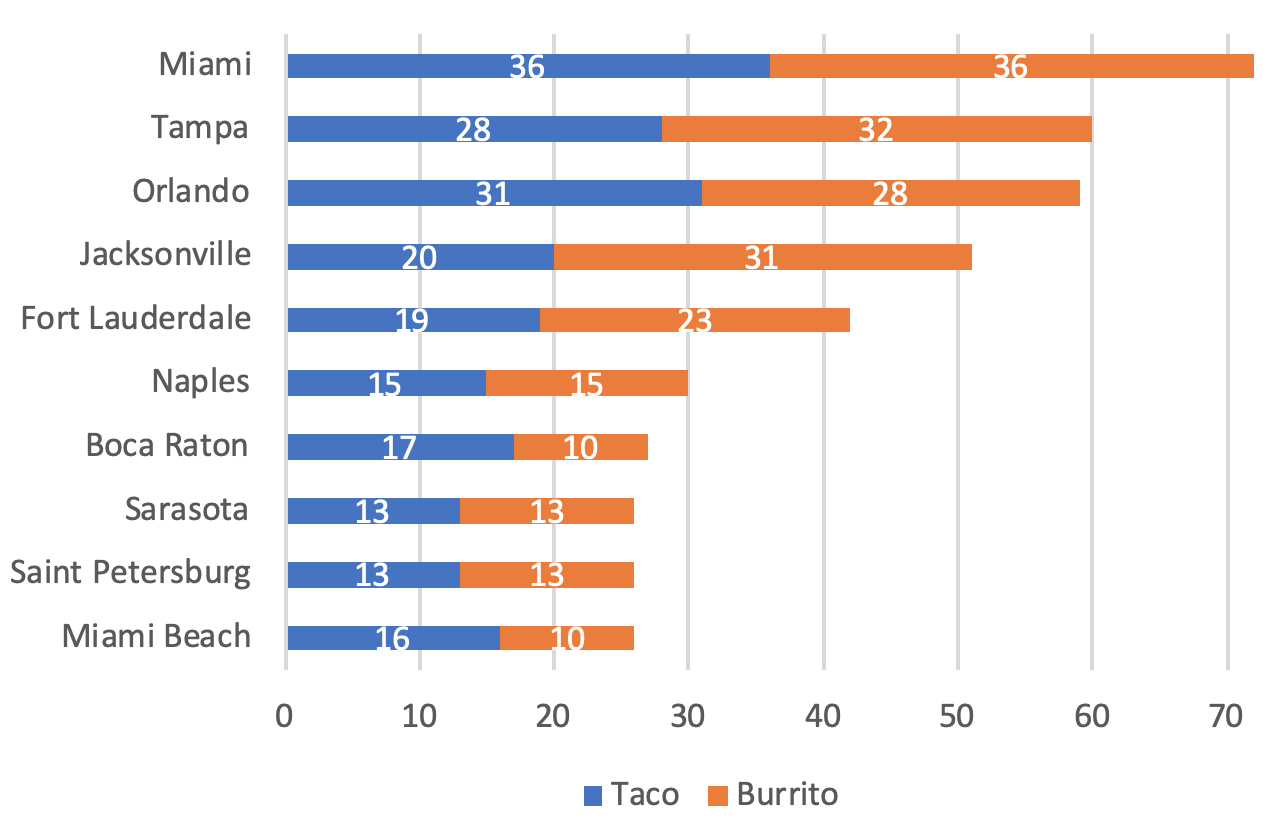 Miami 36 36
Tampa 28 32
Orlando 31 28
Jacksonville 20 31
Fort Lauderdale 19 23
Naples 15 15
Boca Raton 17 10
Sarasota 13 13
Saint Petersburg 13 13
Miami Beach 16 10
0 10 20 30 40 50 60 70
Taco Burrito